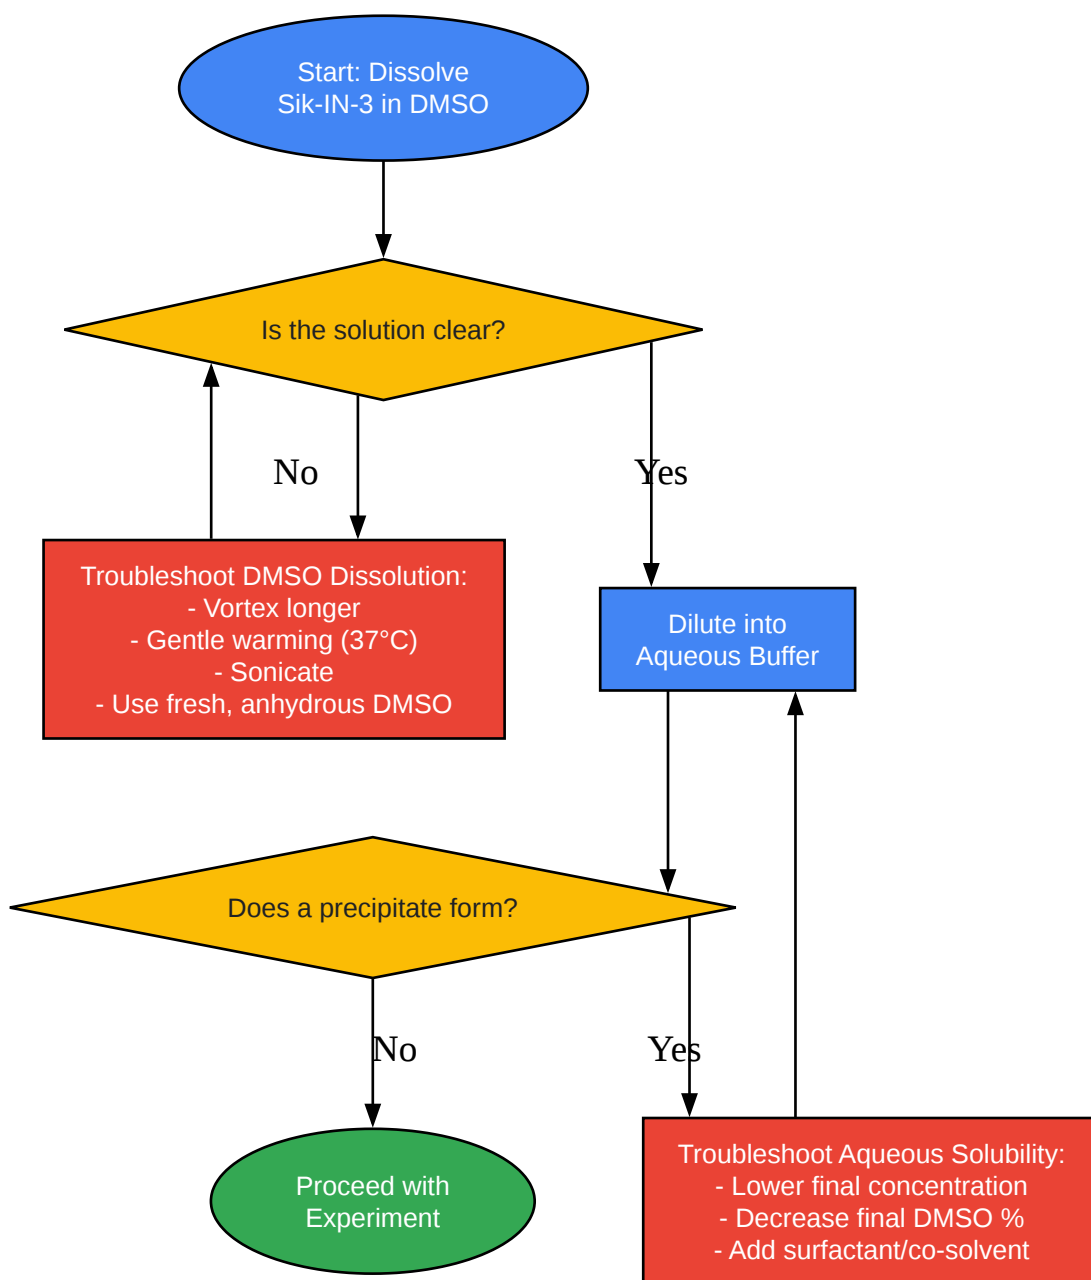 Start: Dissolve
Sik-IN-3 in DMSO
Is the solution clear?
No
Yes
Troubleshoot DMSO Dissolution:
- Vortex longer
- Gentle warming (37°C)
- Sonicate
- Use fresh, anhydrous DMSO
Dilute into
Aqueous Buffer
Does a precipitate form?
No
Yes
Proceed with
Experiment
Troubleshoot Aqueous Solubility:
- Lower final concentration
- Decrease final DMSO %
- Add surfactant/co-solvent